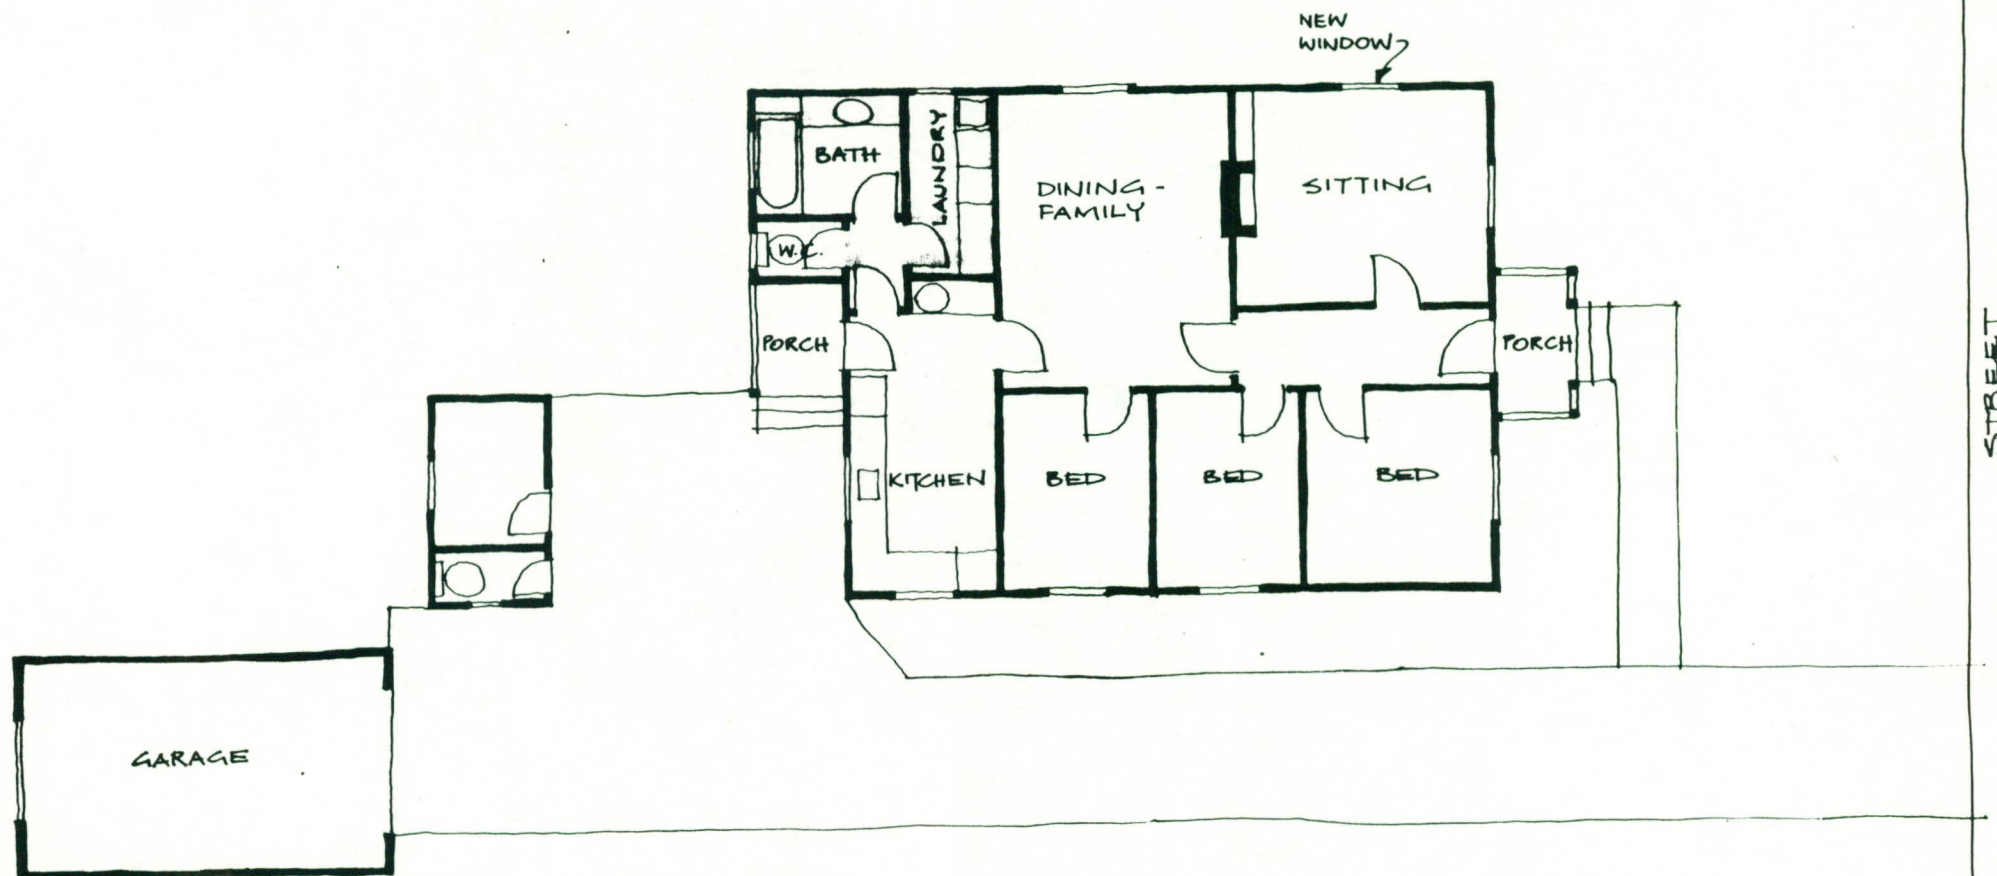 NEW
WINDOW
BATH
LAUNDRY
DINING -
FAMILY
SITTING
W.C.
PORCH
PORCH
STREET
KITCHEN
BED
BED
BED
GARAGE